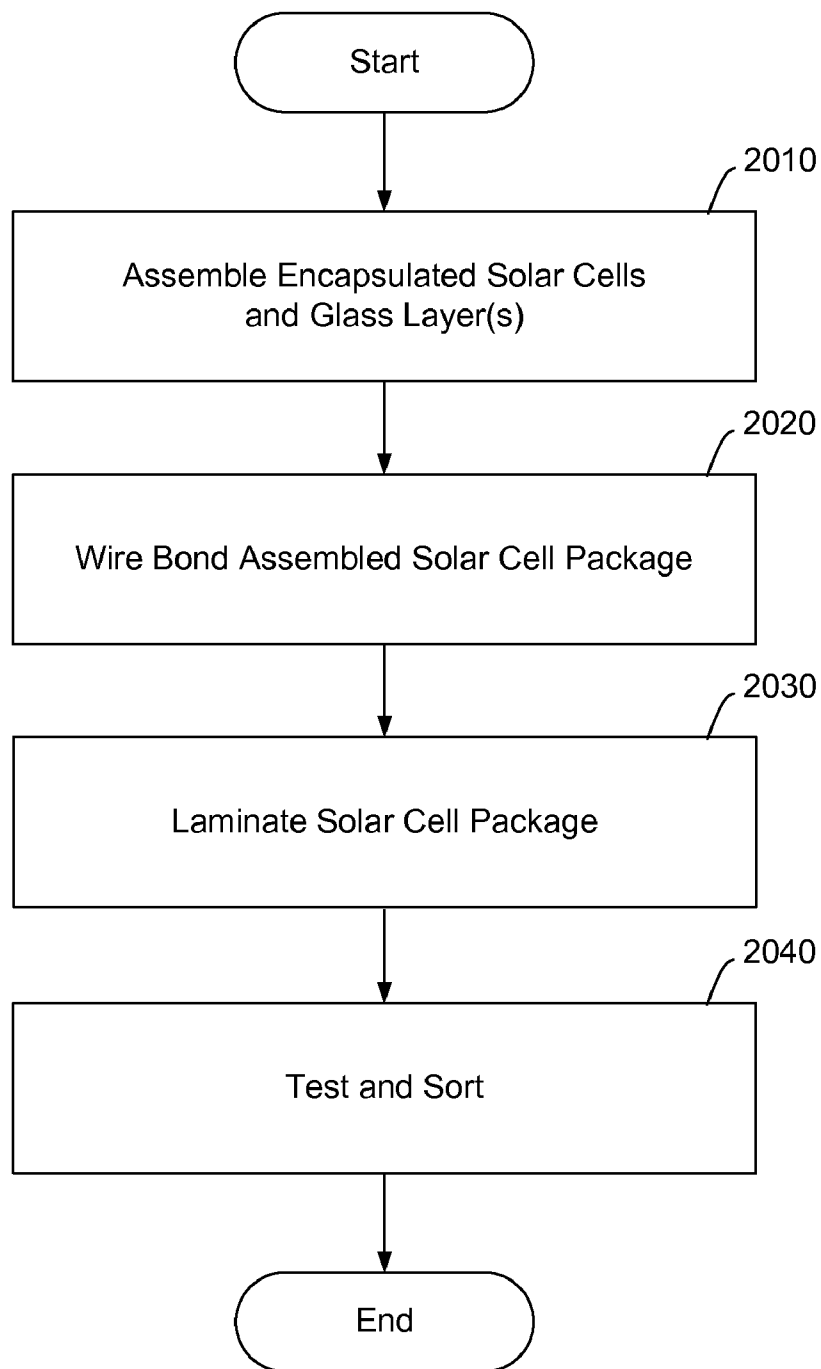 Start
2010
Assemble Encapsulated Solar Cells
and Glass Layer(s)
2020
Wire Bond Assembled Solar Cell Package
2030
Laminate Solar Cell Package
2040
Test and Sort
End